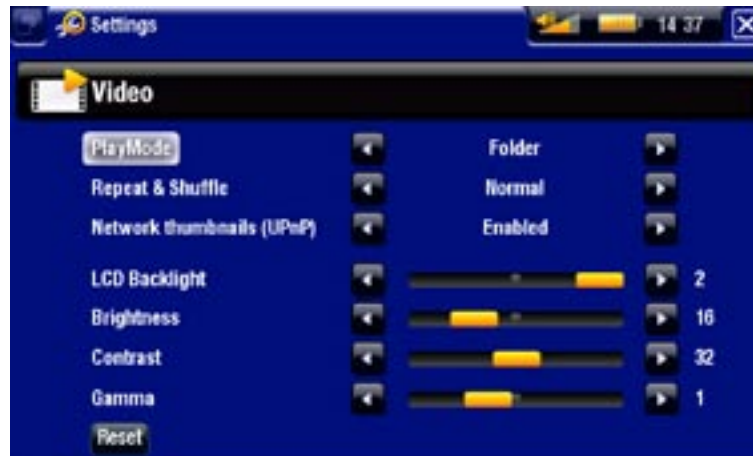 Settings 14 37
Video
PlayMode Folder
Repeat & Shuffle Normal
Network thumbnails (UPnP) Enabled
LCD Backlight 2
Brightness 16
Contrast 32
Gamma 1
Reset